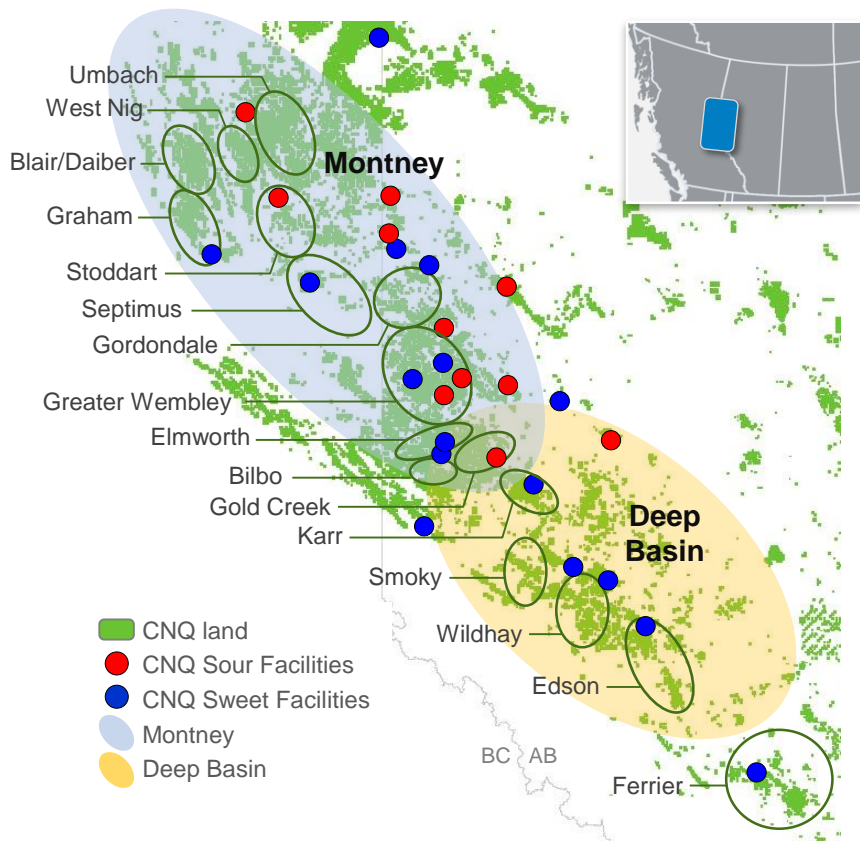 Umbach
West Nig
Montney
Blair/Daiber
Graham
Stoddart
Septimus
Gordondale
Greater Wembley
Elmworth
Bilbo
Gold Creek
Karr
Deep
Basin
Smoky
Wildhay
Edson
CNQ land
CNQ Sour Facilities
CNQ Sweet Facilities
Montney
Deep Basin
BC AB
Ferrier